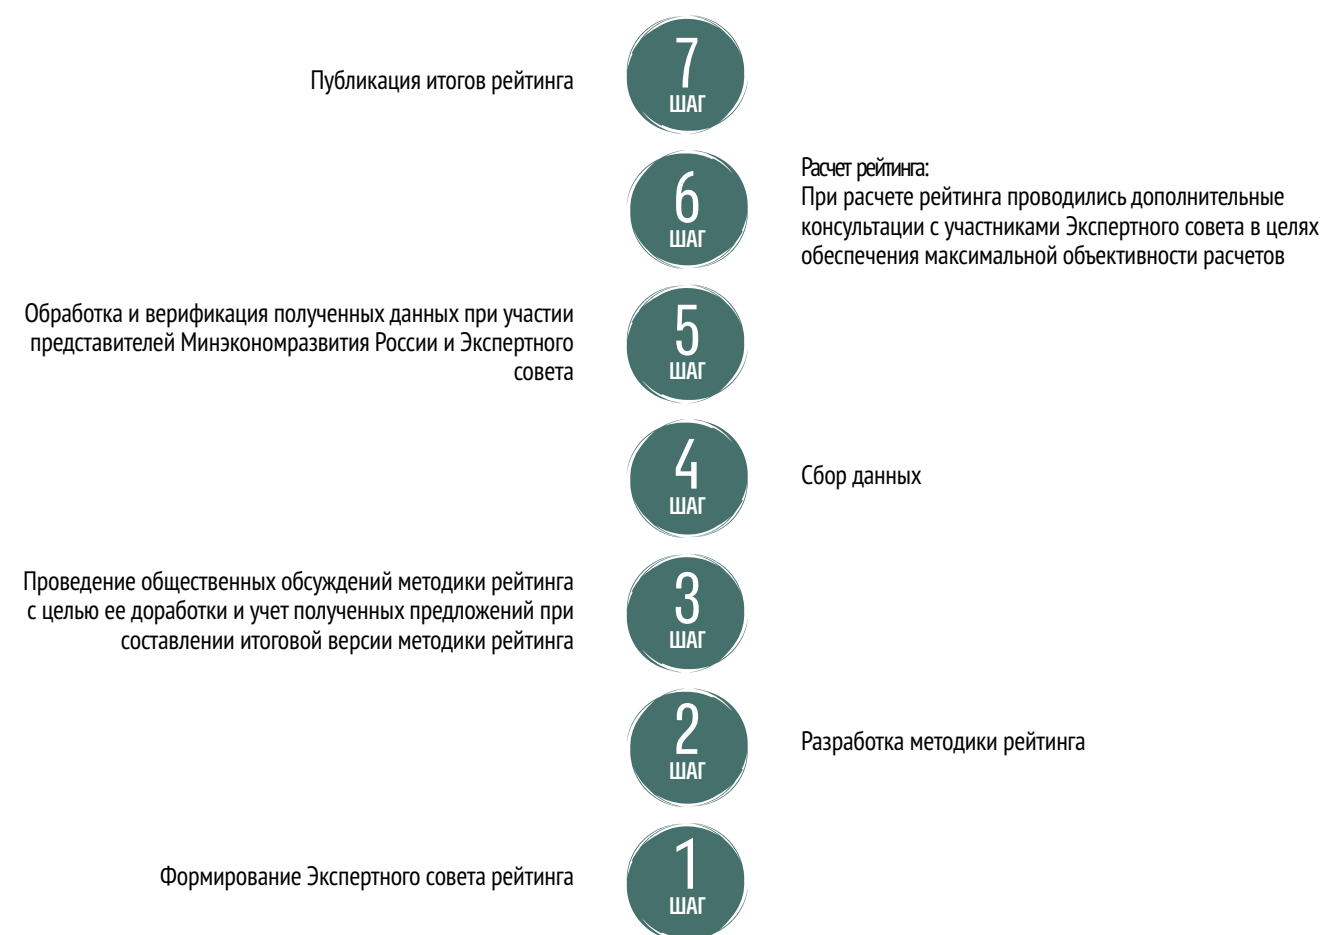 Публикация итогов рейтинга
7
ШАГ
6
ШАГ
Расчет рейтинга:
При расчете рейтинга проводились дополнительные
консультации с участниками Экспертного совета в целях
обеспечения максимальной объективности расчетов
Обработка и верификация полученных данных при участии
представителей Минэкономразвития России и Экспертного
совета
5
ШАГ
4
ШАГ
Сбор данных
Проведение общественных обсуждений методики рейтинга
с целью ее доработки и учет полученных предложений при
составлении итоговой версии методики рейтинга
3
ШАГ
2
ШАГ
Разработка методики рейтинга
Формирование Экспертного совета рейтинга
1
ШАГ